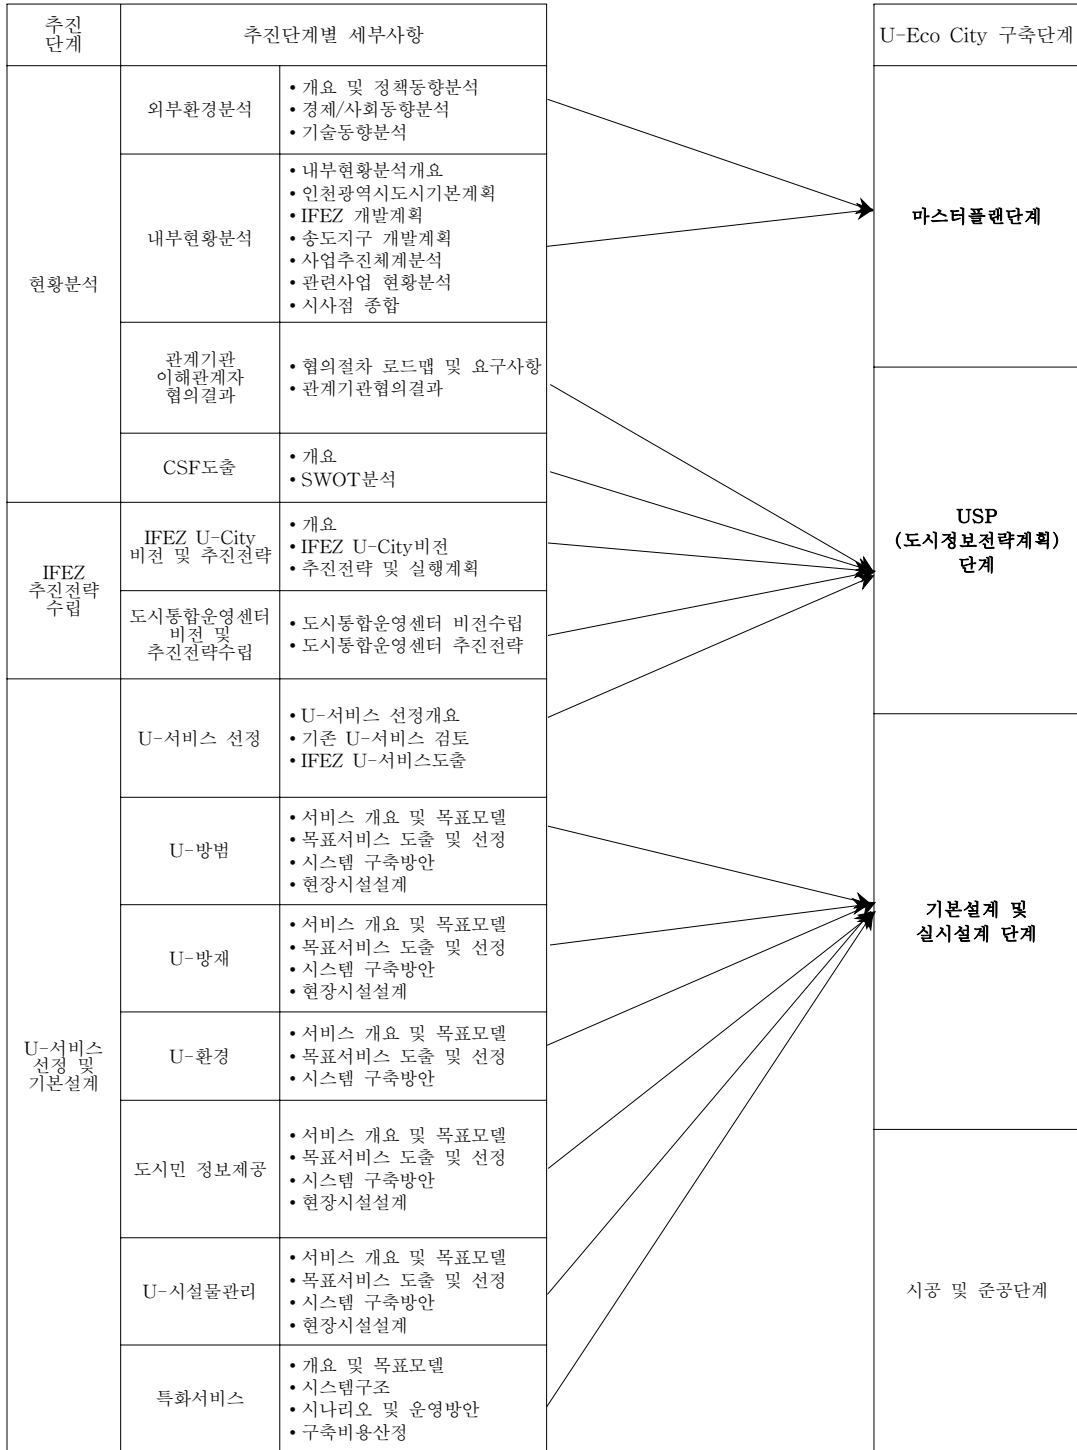 추진
단계
추진단계별 세부사항
U-Eco City 구축단계
현황분석
외부환경분석
• 개요 및 정책동향분석
• 경제/사회동향분석
• 기술동향분석
내부현황분석
• 내부현황분석개요
• 인천광역시도시기본계획
• IFEZ 개발계획
• 송도지구 개발계획
• 사업추진체계분석
• 관련사업 현황분석
• 시사점 종합
관계기관
이해관계자
협의결과
• 협의절차 로드맵 및 요구사항
• 관계기관협의결과
CSF도출
• 개요
• SWOT분석
IFEZ
추진전략
수립
IFEZ U-City
비전 및 추진전략
• 개요
• IFEZ U-City비전
• 추진전략 및 실행계획
도시통합운영센터
비전 및
추진전략수립
• 도시통합운영센터 비전수립
• 도시통합운영센터 추진전략
U-서비스
선정 및
기본설계
U-서비스 선정
• U-서비스 선정개요
• 기존 U-서비스 검토
• IFEZ U-서비스도출
U-방범
• 서비스 개요 및 목표모델
• 목표서비스 도출 및 선정
• 시스템 구축방안
• 현장시설설계
U-방재
• 서비스 개요 및 목표모델
• 목표서비스 도출 및 선정
• 시스템 구축방안
• 현장시설설계
U-환경
• 서비스 개요 및 목표모델
• 목표서비스 도출 및 선정
• 시스템 구축방안
도시민 정보제공
• 서비스 개요 및 목표모델
• 목표서비스 도출 및 선정
• 시스템 구축방안
• 현장시설설계
U-시설물관리
• 서비스 개요 및 목표모델
• 목표서비스 도출 및 선정
• 시스템 구축방안
• 현장시설설계
특화서비스
• 개요 및 목표모델
• 시스템구조
• 시나리오 및 운영방안
• 구축비용산정
마스터플랜단계
USP
(도시정보전략계획)
단계
기본설계 및
실시설계 단계
시공 및 준공단계